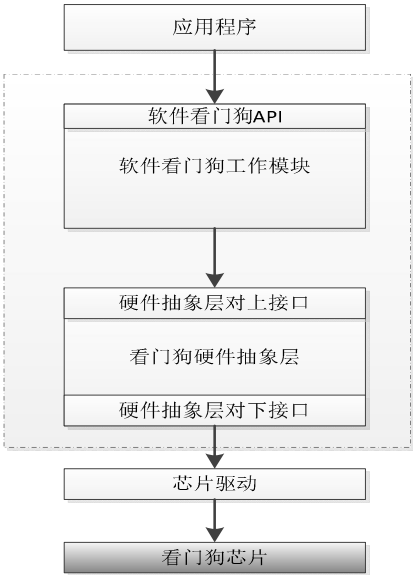 应用程序
软件看门狗API
软件看门狗工作模块
硬件抽象层对上接口
看门狗硬件抽象层
硬件抽象层对下接口
芯片驱动
看门狗芯片